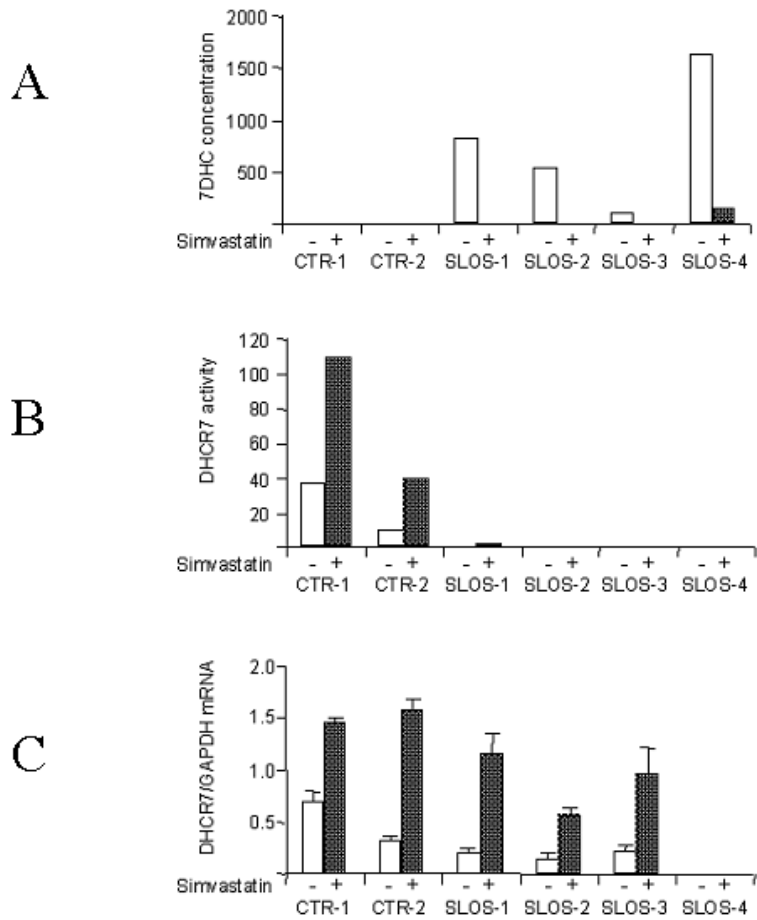 A
7DHC concentration
2000
1500
1000
500
Simvastatin - + - + - + - + - + - +
CTR-1 CTR-2 SLOS-1 SLOS-2 SLOS-3 SLOS-4
B
DHCR7 activity
120
100
80
60
40
20
Simvastatin - + - + - + - + - + - +
CTR-1 CTR-2 SLOS-1 SLOS-2 SLOS-3 SLOS-4
C
DHCR7/GAPDH mRNA
2.0
1.5
1.0
0.5
Simvastatin - + - + - + - + - + - +
CTR-1 CTR-2 SLOS-1 SLOS-2 SLOS-3 SLOS-4